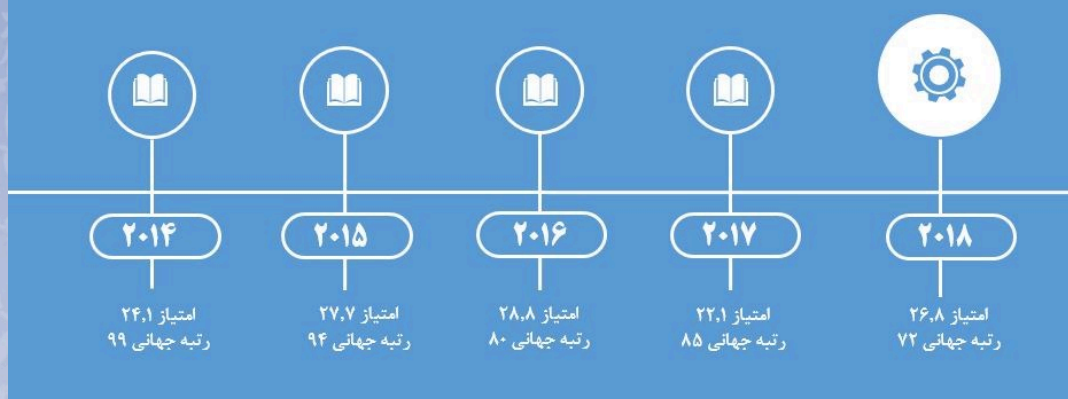 ۲۰۱۴
امتیاز ۲۴,۱
رتبه جهانی ۹۹
۲۰۱۵
امتیاز ۲۷,۷
رتبه جهانی ۹۴
۲۰۱۶
امتیاز ۲۸,۸
رتبه جهانی ۸۰
۲۰۱۷
امتیاز ۲۲,۱
رتبه جهانی ۸۵
۲۰۱۸
امتیاز ۲۶,۸
رتبه جهانی ۷۲